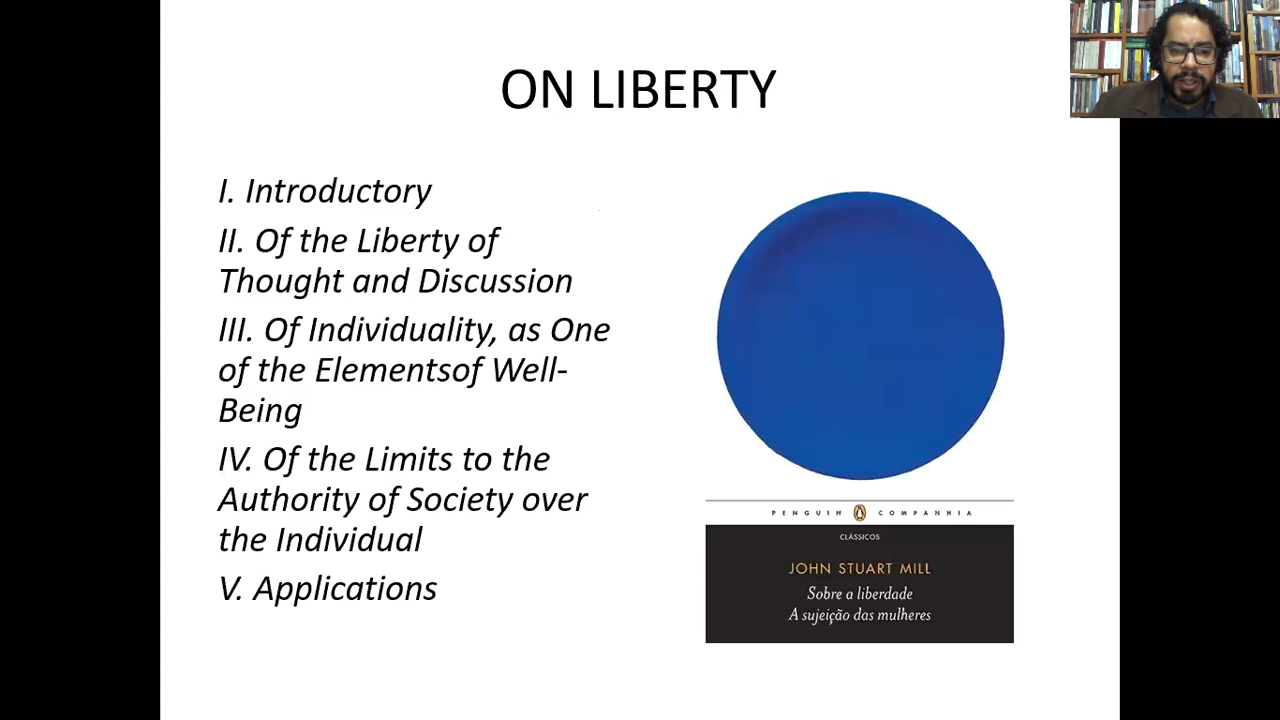 ON LIBERTY
I. Introductory
II. Of the Liberty of
Thought and Discussion
III. Of Individuality, as One
of the Elementsof Well-
Being
IV. Of the Limits to the
Authority of Society over
the Individual
V. Applications
PENGUIN COMPANHIA
CLÁSSICOS
JOHN STUART MILL
Sobre a liberdade
A sujeição das mulheres